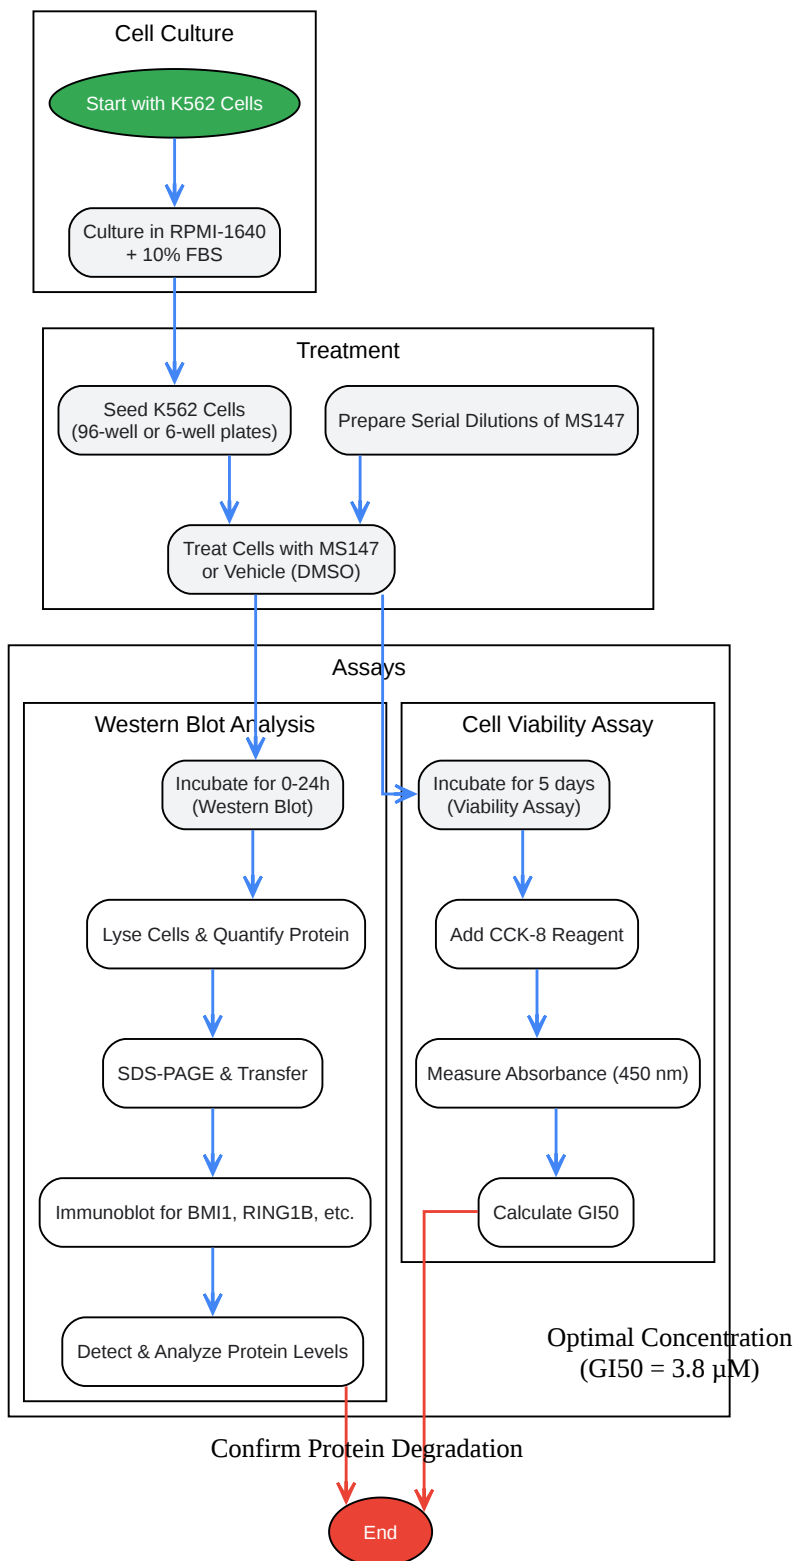 Cell Culture
Start with K562 Cells
Culture in RPMI-1640
+ 10% FBS
Treatment
Seed K562 Cells
(96-well or 6-well plates)
Prepare Serial Dilutions of MS147
Treat Cells with MS147
or Vehicle (DMSO)
Assays
Western Blot Analysis
Incubate for 0-24h
(Western Blot)
Lyse Cells & Quantify Protein
SDS-PAGE & Transfer
Immunoblot for BMI1, RING1B, etc.
Detect & Analyze Protein Levels
Cell Viability Assay
Incubate for 5 days
(Viability Assay)
Add CCK-8 Reagent
Measure Absorbance (450 nm)
Calculate GI50
Optimal Concentration
(GI50 = 3.8 µM)
Confirm Protein Degradation
End